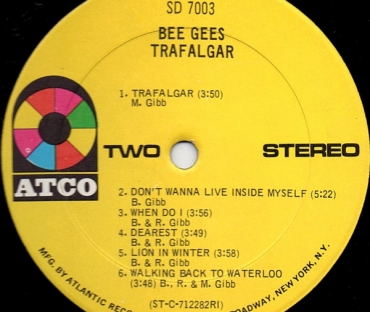 SD 7003
BEE GEES
TRAFALGAR
1. TRAFALGAR (3:50)
M. Gibb
ATCO
TWO
STEREO
2. DON'T WANNA LIVE INSIDE MYSELF (5:22)
B. Gibb
3. WHEN DO I (3:56)
B. & R. Gibb
4. DEAREST (3:49)
B. & R. Gibb
5. LION IN WINTER (3:58)
B. & R. Gibb
6. WALKING BACK TO WATERLOO
(3:48) B., R. & M. Gibb
(ST-C-712282RI)
MFG. BY ATLANTIC RECO
ROADWAY, NEW YORK, N.Y.